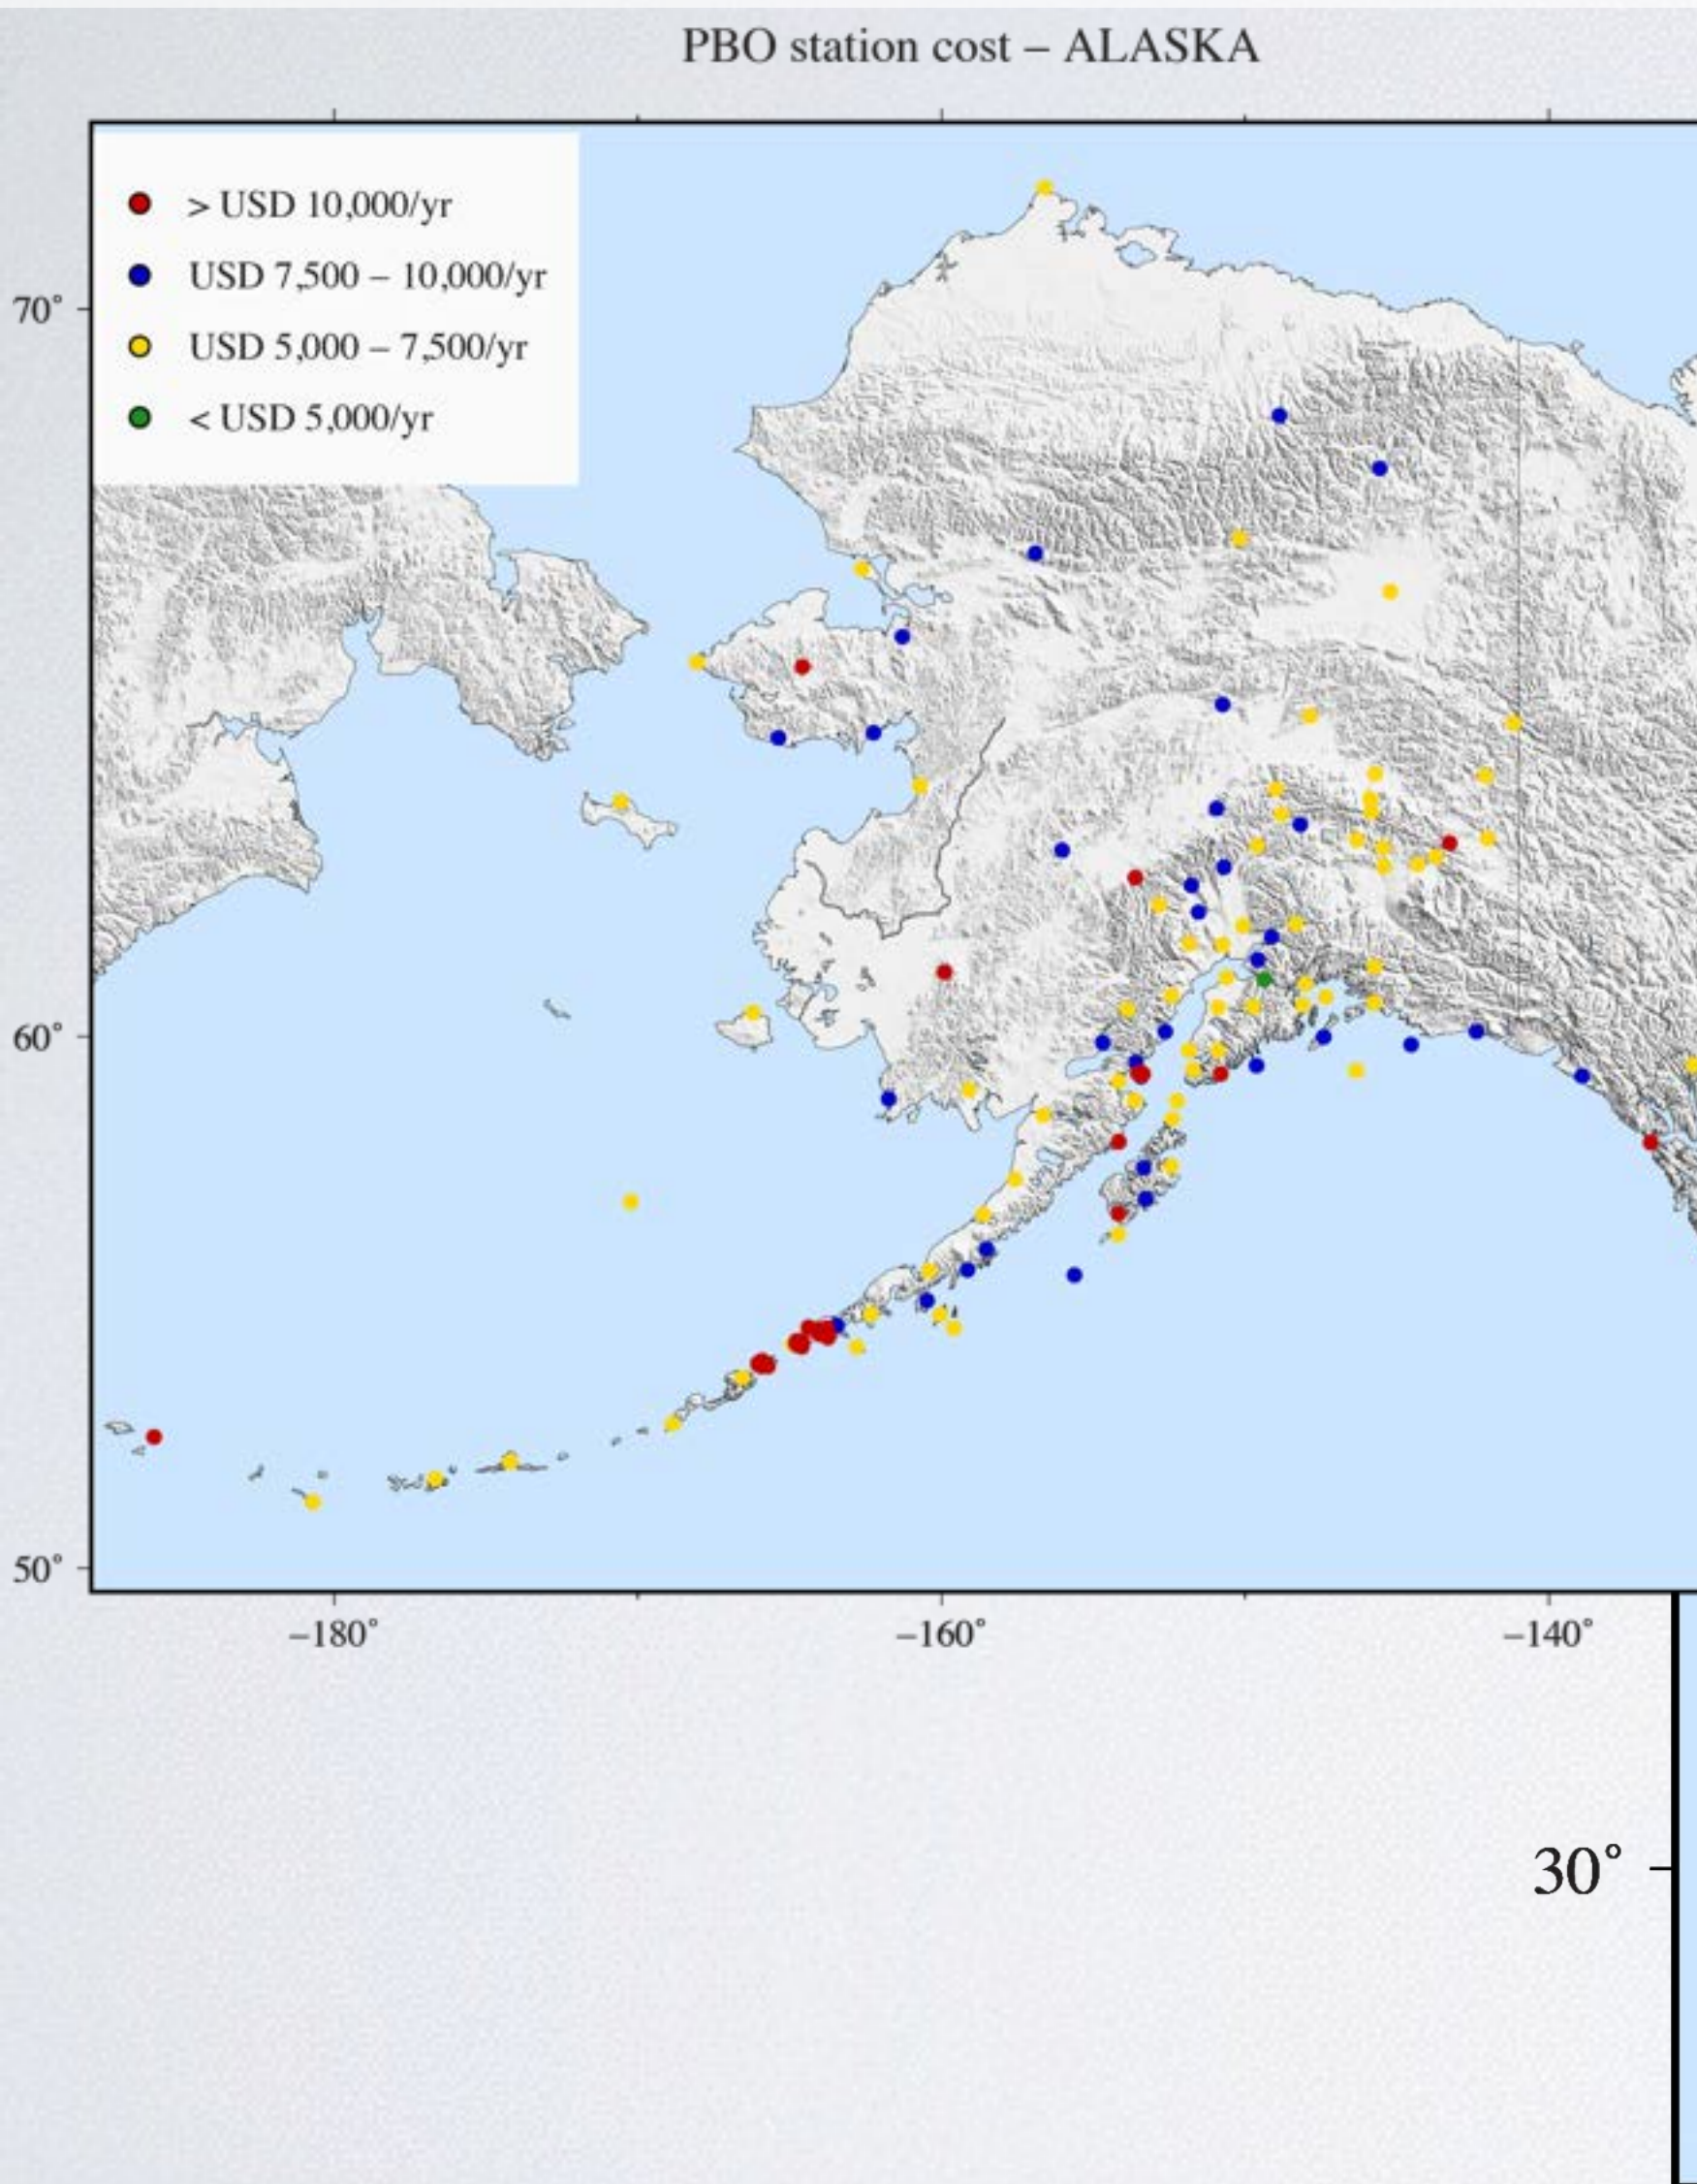 PBO station cost – ALASKA
> USD 10,000/yr
USD 7,500 – 10,000/yr
USD 5,000 – 7,500/yr
< USD 5,000/yr
70°
60°
50°
–180°
–160°
–140°
30°